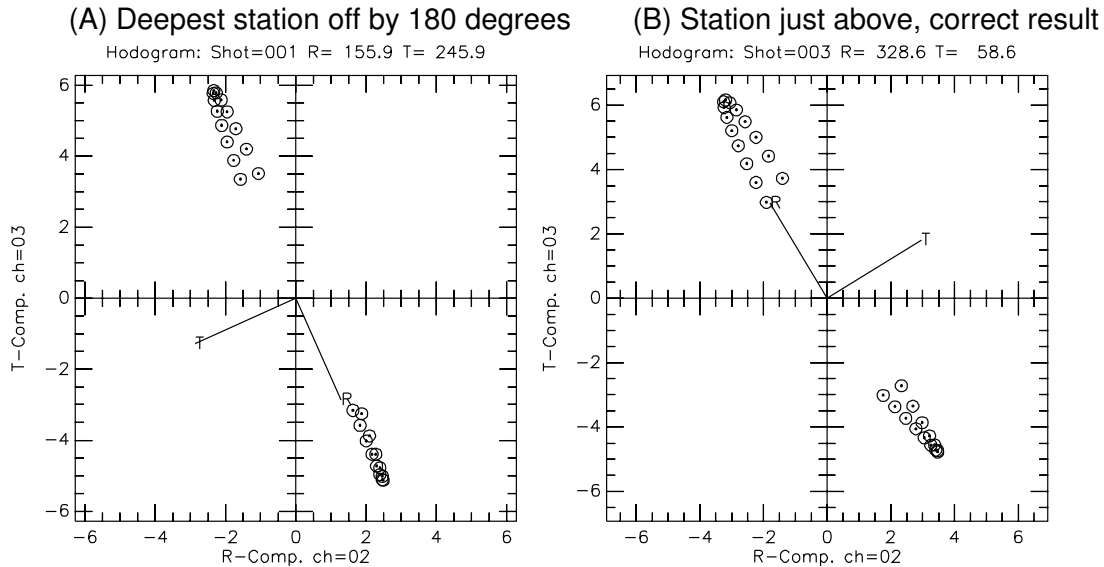 (A) Deepest station off by 180 degrees
Hodogram: Shot=001 R= 155.9 T= 245.9
6
4
2
0
−2
−4
−6
T−Comp. ch=03
T
R
−6 −4 −2 0 2 4 6
R−Comp. ch=02
(B) Station just above, correct result
Hodogram: Shot=003 R= 328.6 T= 58.6
6
4
2
0
−2
−4
−6
T−Comp. ch=03
R
T
−6 −4 −2 0 2 4 6
R−Comp. ch=02